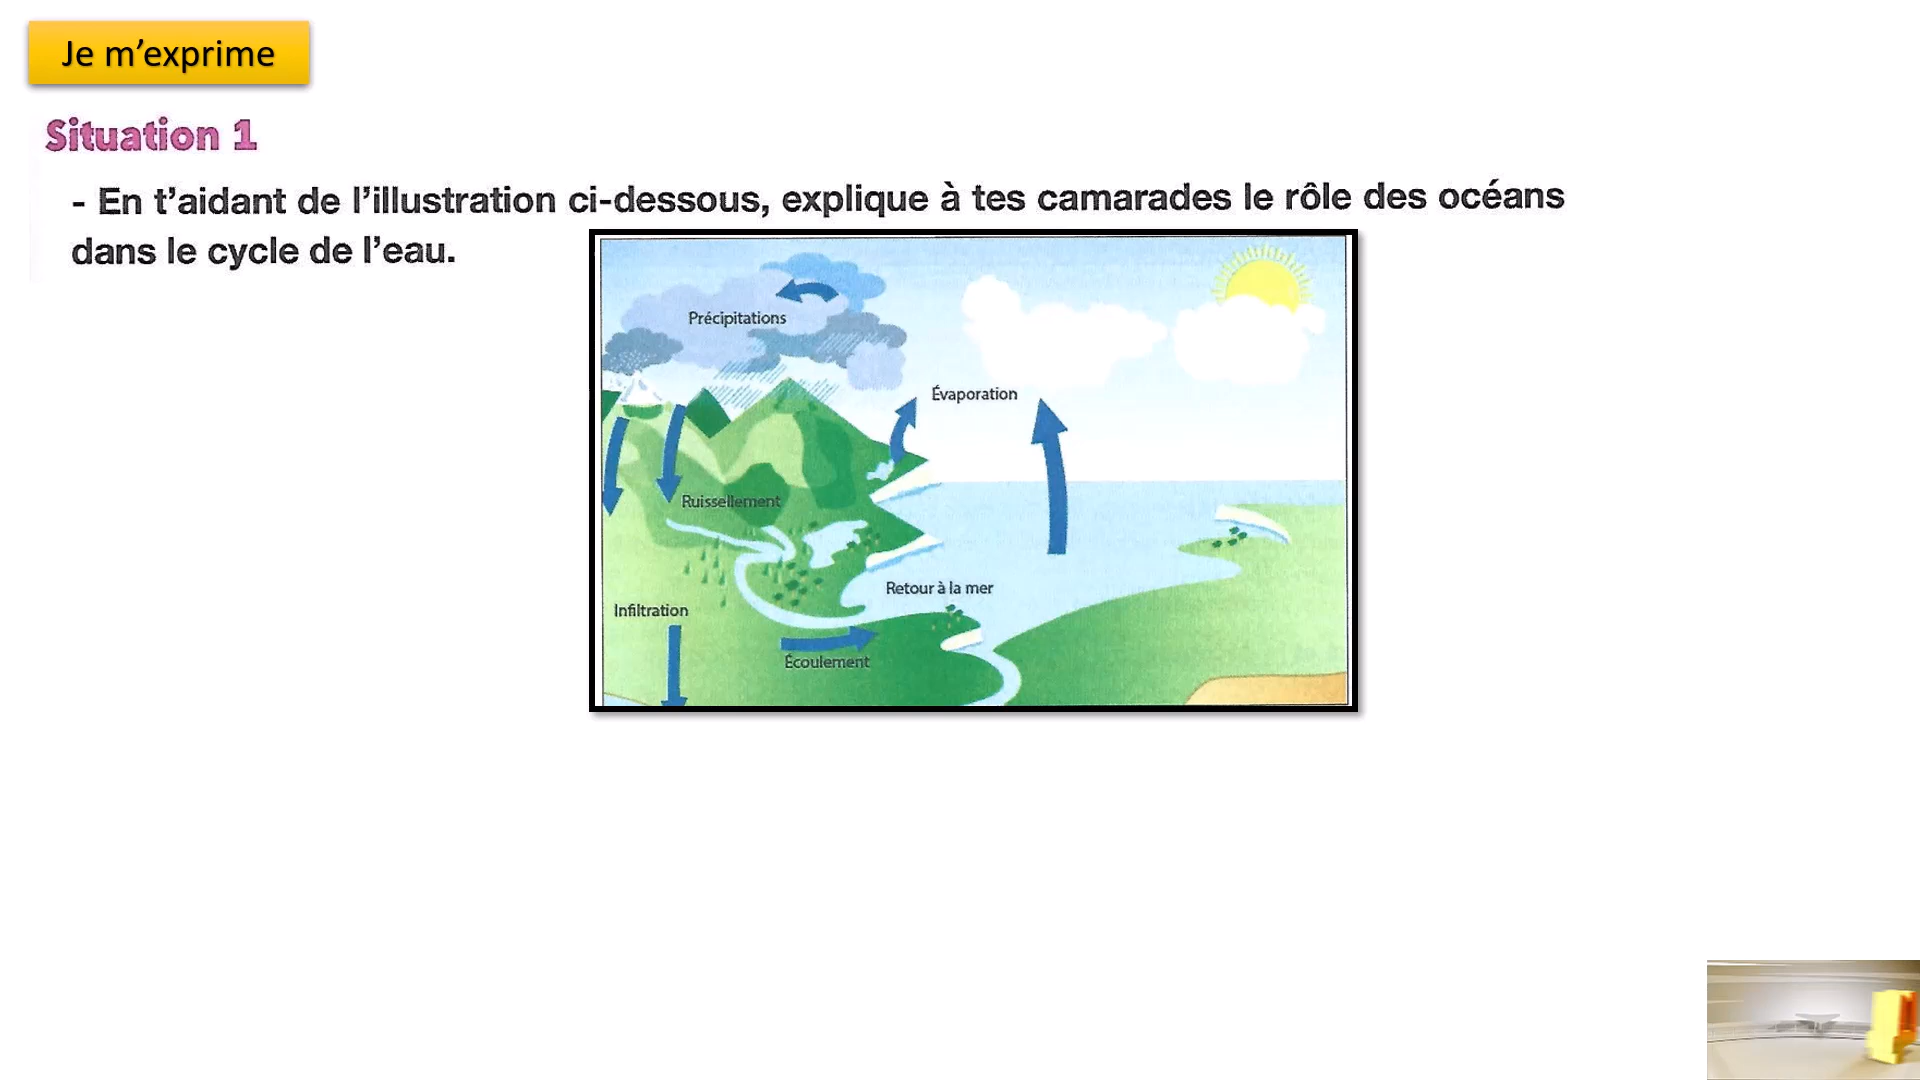 Je m’exprime
Situation 1
- En t’aidant de l’illustration ci-dessous, explique à tes camarades le rôle des océans
dans le cycle de l’eau.
Précipitations
Évaporation
Ruissellement
Retour à la mer
Infiltration
Écoulement